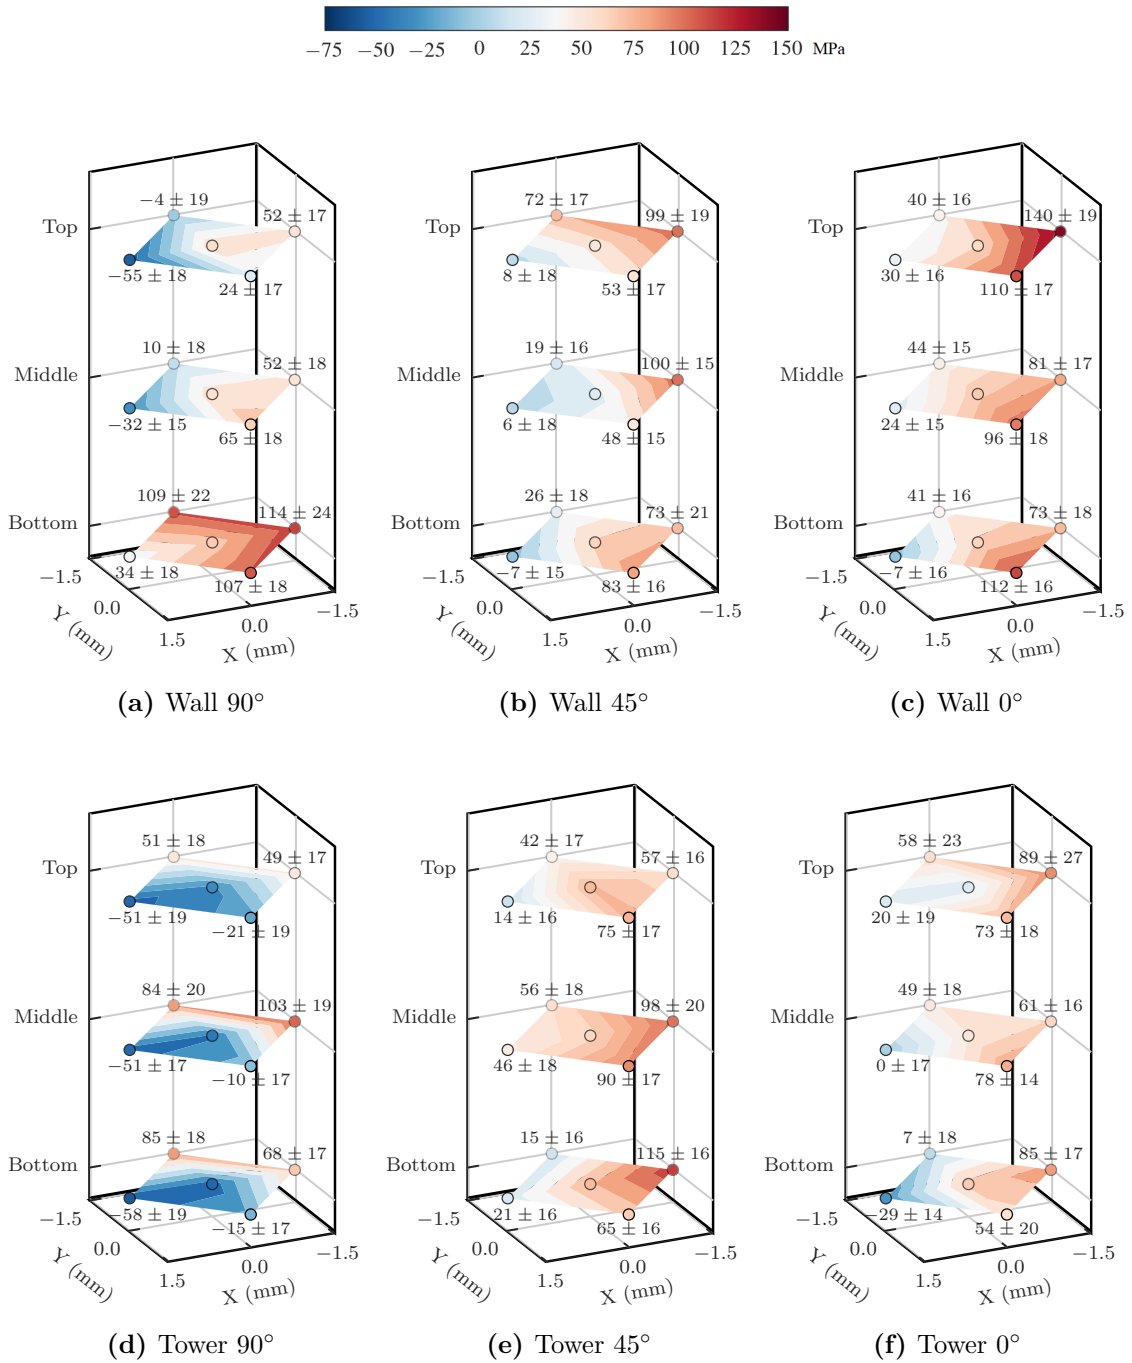 −75 −50 −25 0 25 50 75 100 125 150 MPa
−4 ± 19
52 ± 17
Top
−55 ± 18
24 ± 17
10 ± 18
52 ± 18
Middle
−32 ± 15
65 ± 18
109 ± 22
114 ± 24
Bottom
34 ± 18
107 ± 18
−1.5
0.0
1.5
Y (mm)
0.0
−1.5
X (mm)
(a) Wall 90°
72 ± 17
99 ± 19
Top
8 ± 18
53 ± 17
19 ± 16
100 ± 15
Middle
6 ± 18
48 ± 15
26 ± 18
73 ± 21
Bottom
−7 ± 15
83 ± 16
−1.5
0.0
1.5
Y (mm)
0.0
−1.5
X (mm)
(b) Wall 45°
40 ± 16
140 ± 19
Top
30 ± 16
110 ± 17
44 ± 15
81 ± 17
Middle
24 ± 15
96 ± 18
41 ± 16
73 ± 18
Bottom
−7 ± 16
112 ± 16
−1.5
0.0
1.5
Y (mm)
0.0
−1.5
X (mm)
(c) Wall 0°
51 ± 18
49 ± 17
Top
−51 ± 19
−21 ± 19
84 ± 20
103 ± 19
Middle
−51 ± 17
−10 ± 17
85 ± 18
68 ± 17
Bottom
−58 ± 19
−15 ± 17
−1.5
0.0
1.5
Y (mm)
0.0
−1.5
X (mm)
(d) Tower 90°
42 ± 17
57 ± 16
Top
14 ± 16
75 ± 17
56 ± 18
98 ± 20
Middle
46 ± 18
90 ± 17
15 ± 16
115 ± 16
Bottom
21 ± 16
65 ± 16
−1.5
0.0
1.5
Y (mm)
0.0
−1.5
X (mm)
(e) Tower 45°
58 ± 23
89 ± 27
Top
20 ± 19
73 ± 18
49 ± 18
61 ± 16
Middle
0 ± 17
78 ± 14
7 ± 18
85 ± 17
Bottom
−29 ± 14
54 ± 20
−1.5
0.0
1.5
Y (mm)
0.0
−1.5
X (mm)
(f) Tower 0°